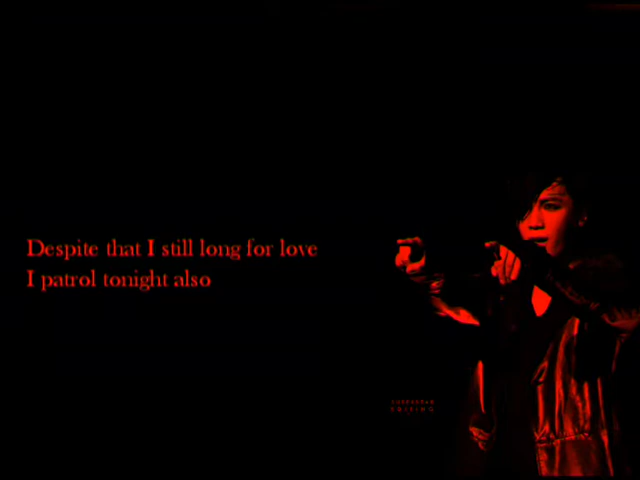 Despite that I still long for love
I patrol tonight also